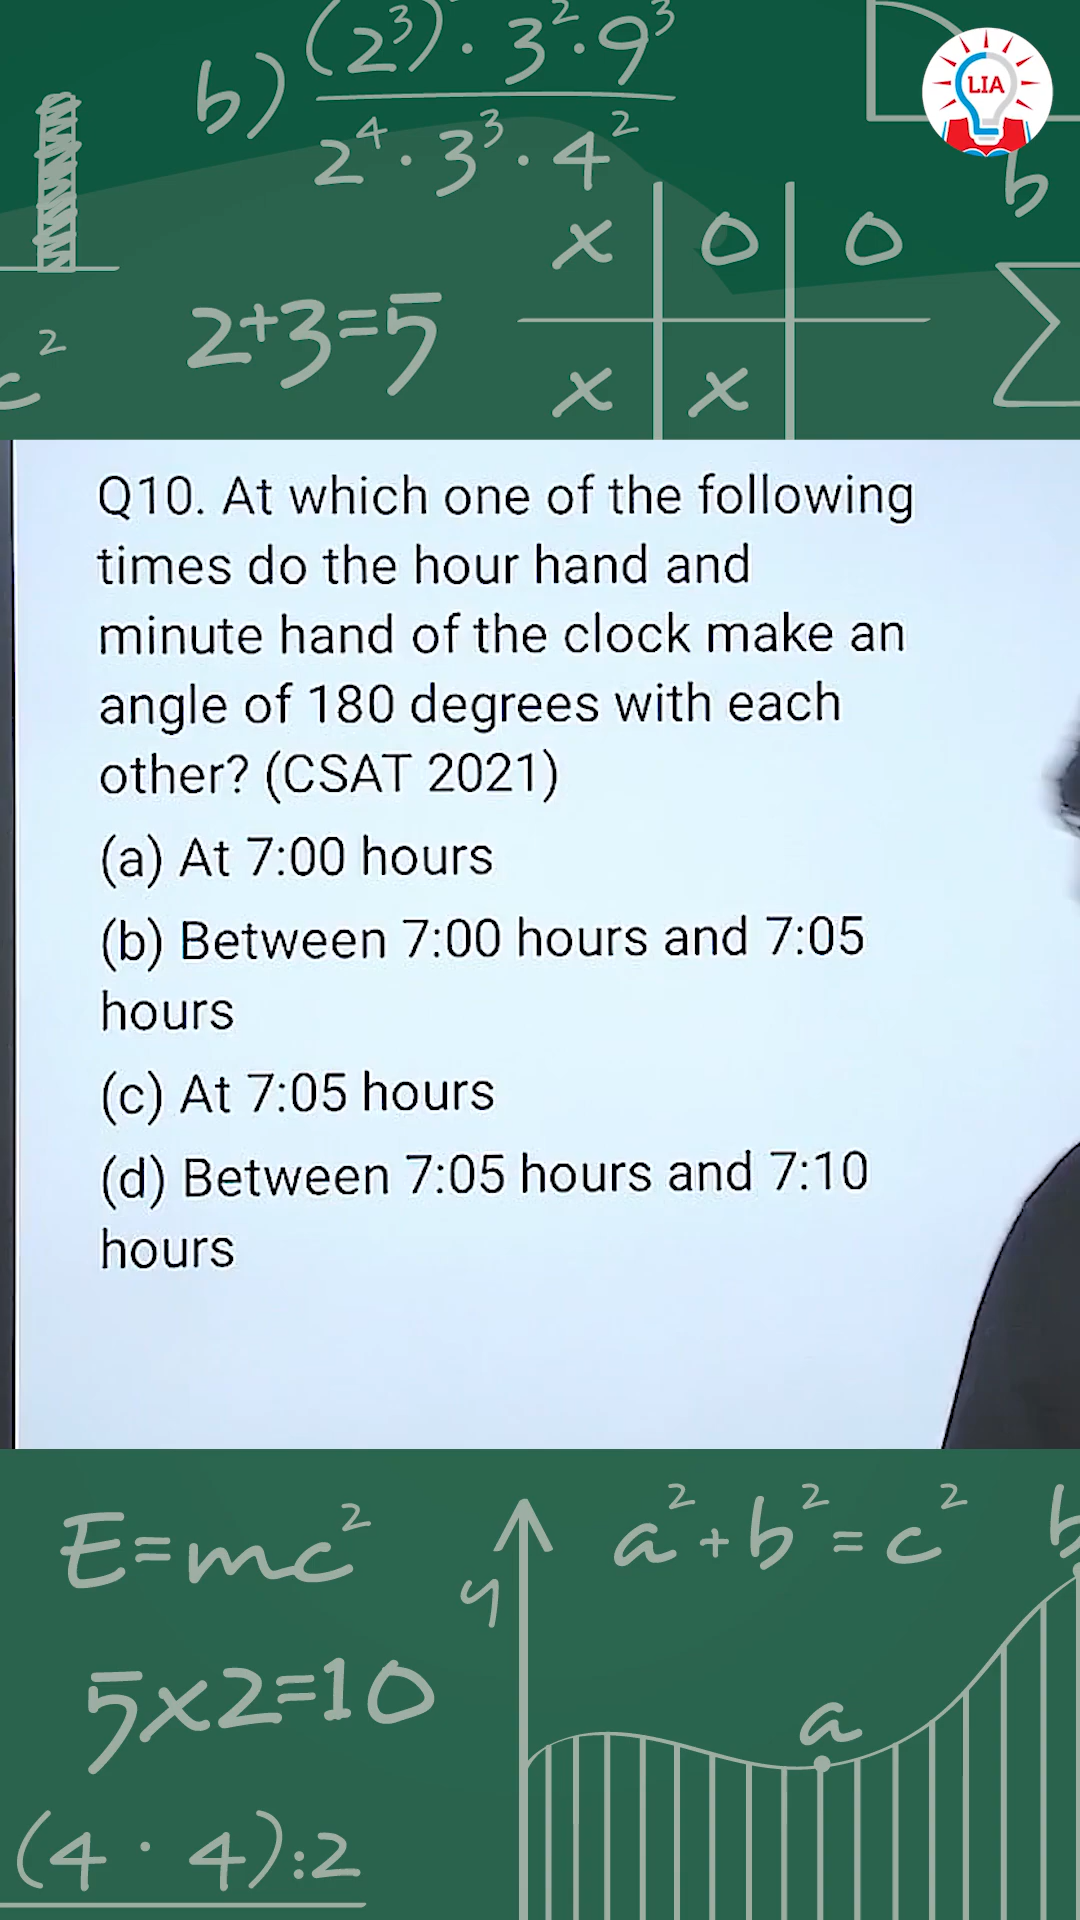 b) (2³) · 3² · 9³
2⁴ · 3³ · 4²
LIA
b
x 0 0
2+3=5
c²
x x
Q10. At which one of the following
times do the hour hand and
minute hand of the clock make an
angle of 180 degrees with each
other? (CSAT 2021)
(a) At 7:00 hours
(b) Between 7:00 hours and 7:05
hours
(c) At 7:05 hours
(d) Between 7:05 hours and 7:10
hours
E=mc²
a²+b²=c²
b
y
5x2=10
a
(4 · 4):2